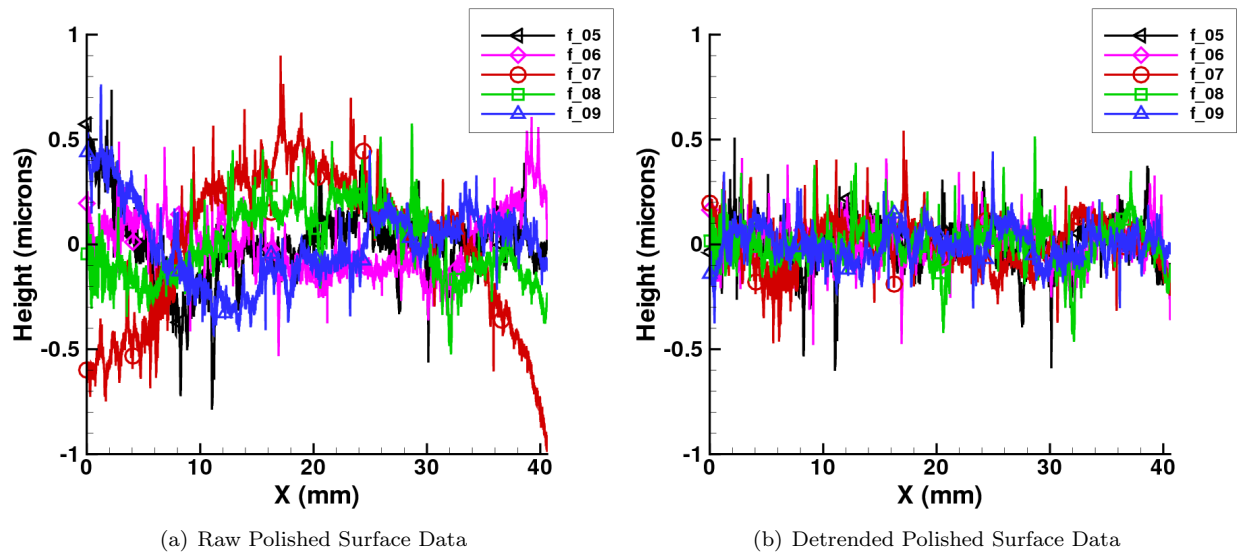 f_05
f_06
f_07
f_08
f_09
1
0.5
0
-0.5
-1
0 10 20 30 40
Height (microns)
X (mm)
(a) Raw Polished Surface Data
f_05
f_06
f_07
f_08
f_09
1
0.5
0
-0.5
-1
0 10 20 30 40
Height (microns)
X (mm)
(b) Detrended Polished Surface Data